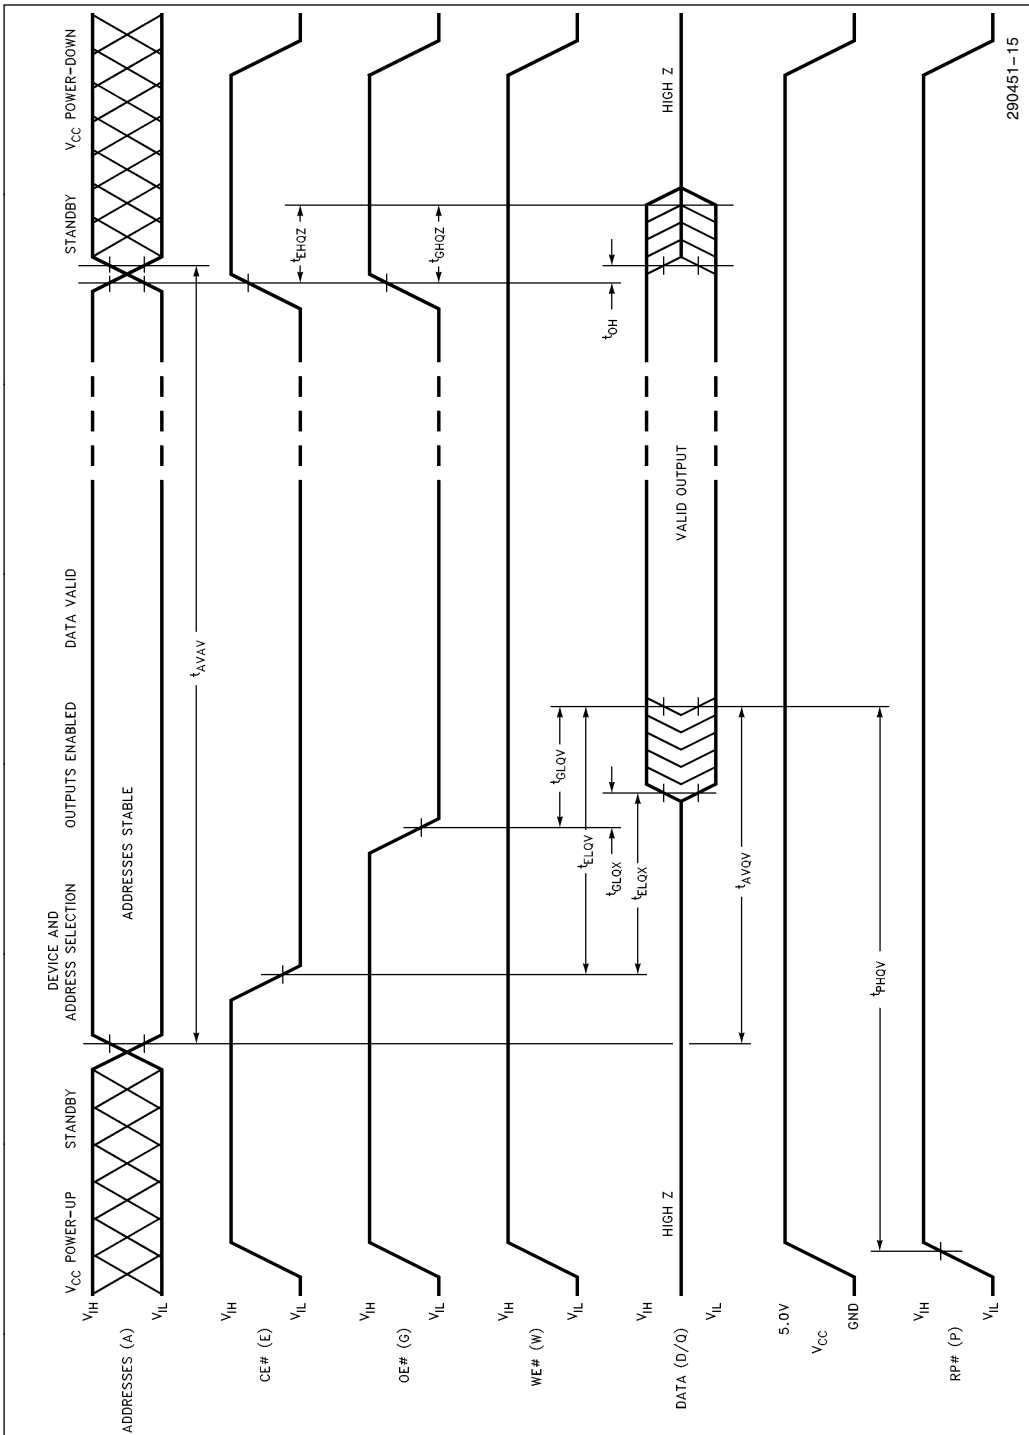 VCC POWER-UP
STANDBY
DEVICE AND
ADDRESS SELECTION
OUTPUTS ENABLED
DATA VALID
STANDBY
VCC POWER-DOWN
ADDRESSES (A)
VIH
VIL
ADDRESSES STABLE
tAVAV
CE# (E)
VIH
VIL
tEHQZ
OE# (G)
VIH
VIL
tGHQZ
WE# (W)
VIH
VIL
tGLQV
tELQV
tGLQX
tELQX
tOH
DATA (D/Q)
VIH
VIL
HIGH Z
VALID OUTPUT
HIGH Z
tAVQV
5.0V
VCC
GND
tPHQV
RP# (P)
VIH
VIL
290451-15